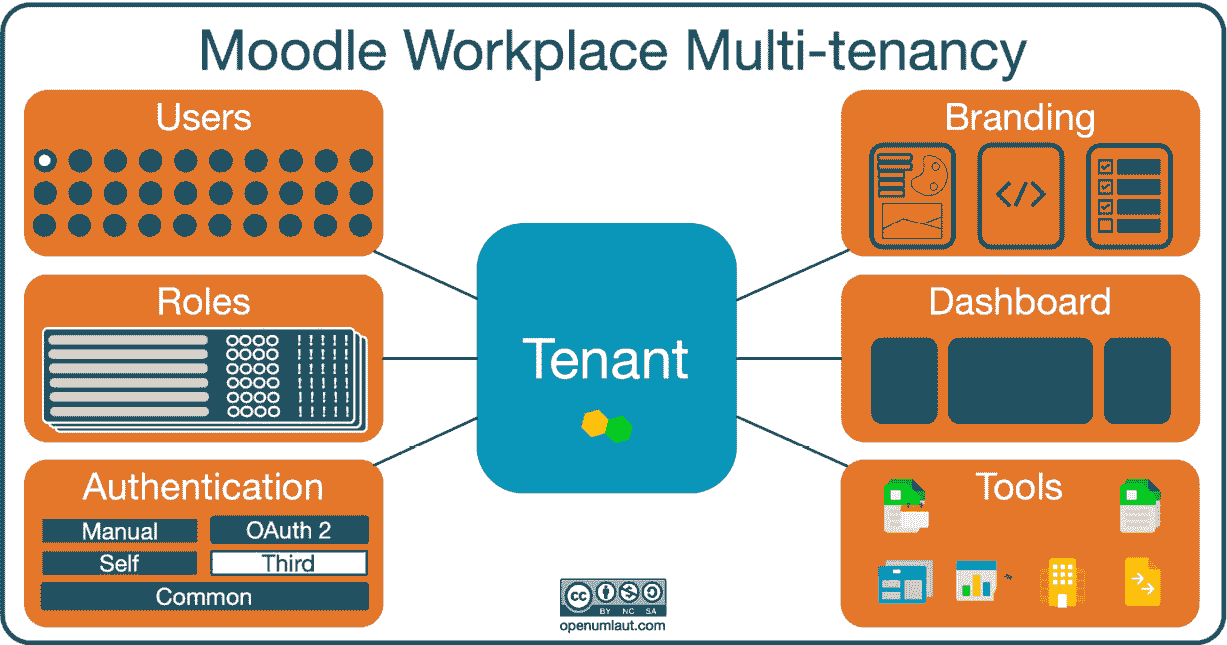 Moodle Workplace Multi-tenancy
Users
Roles
Authentication
Manual
OAuth 2
Self
Third
Common
Tenant
Branding
</>
Dashboard
Tools
cc
BY NC SA
openumlaut.com